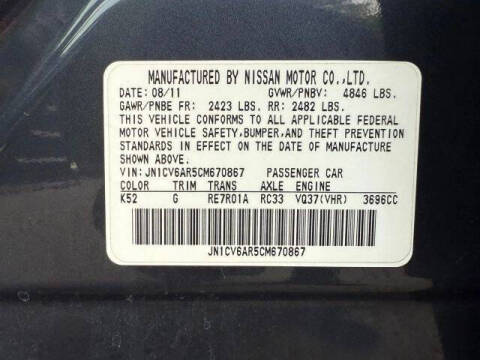 MANUFACTURED BY NISSAN MOTOR CO.,LTD.
DATE: 08/11 GVWR/PNBV: 4846 LBS.
GAWR/PNBE FR: 2423 LBS. RR: 2482 LBS.
THIS VEHICLE CONFORMS TO ALL APPLICABLE FEDERAL
MOTOR VEHICLE SAFETY,BUMPER,AND THEFT PREVENTION
STANDARDS IN EFFECT ON THE DATE OF MANUFACTURE
SHOWN ABOVE.
VIN: JN1CV6AR5CM670867 PASSENGER CAR
COLOR TRIM TRANS AXLE ENGINE
K52 G RE7R01A RC33 VQ37(VHR) 3696CC
JN1CV6AR5CM670867